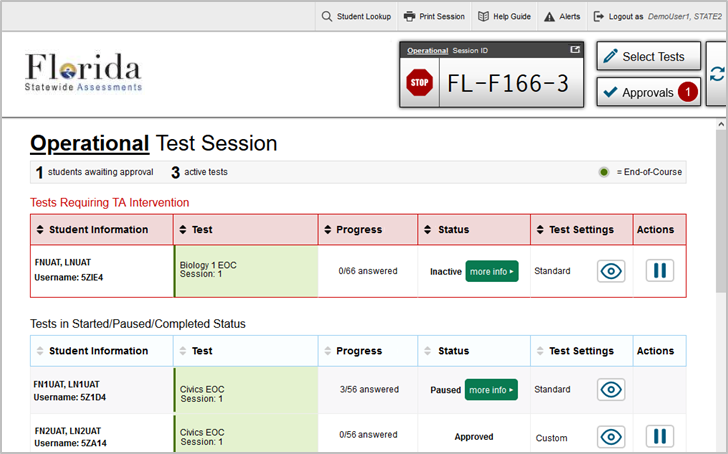 Student Lookup Print Session Help Guide Alerts Logout as DemoUser1, STATE2
Florida
Statewide Assessments
Operational Session ID
STOP FL-F166-3
Select Tests
Approvals 1
Operational Test Session
1 students awaiting approval 3 active tests = End-of-Course
Tests Requiring TA Intervention
Student Information Test Progress Status Test Settings Actions
FNUAT, LNUAT
Username: 5ZIE4
Biology 1 EOC
Session: 1
0/66 answered
Inactive more info
Standard
Tests in Started/Paused/Completed Status
Student Information Test Progress Status Test Settings Actions
FN1UAT, LN1UAT
Username: 5Z1D4
Civics EOC
Session: 1
3/56 answered
Paused more info
Standard
FN2UAT, LN2UAT
Username: 5ZA14
Civics EOC
Session: 1
0/56 answered
Approved
Custom